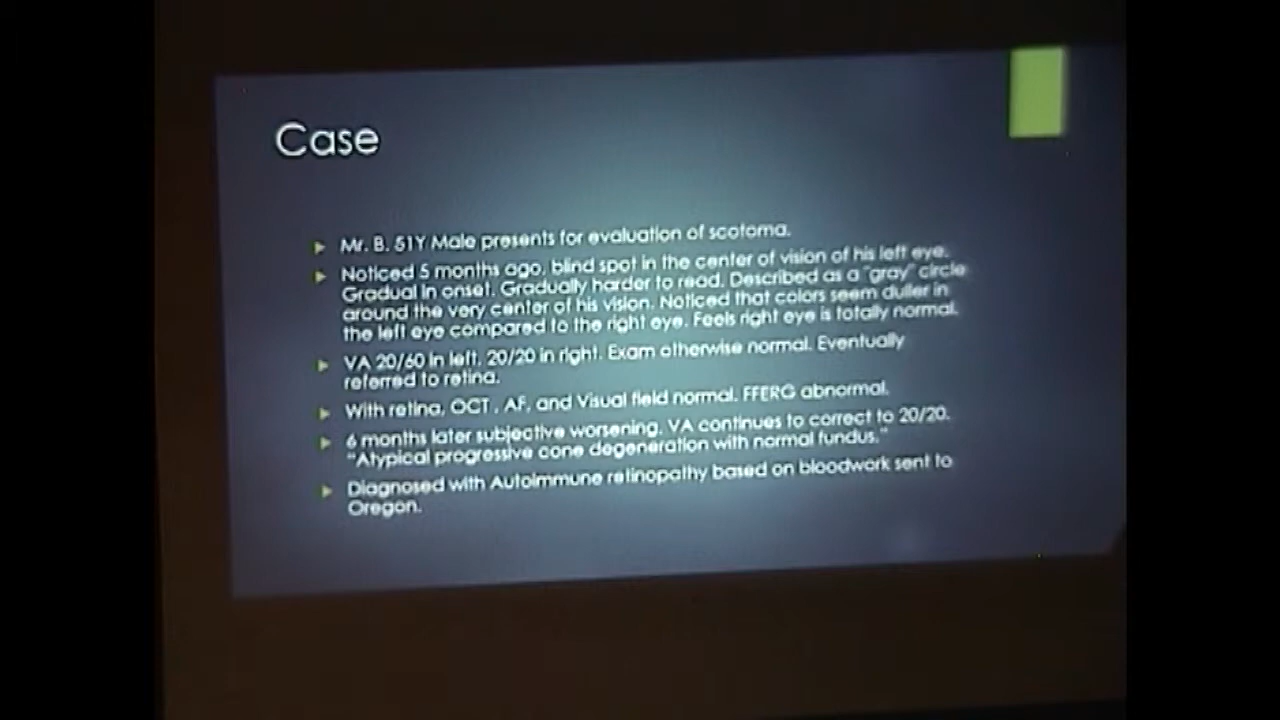 Case
Mr. B. 51Y Male presents for evaluation of scotoma.
Noticed 5 months ago, blind spot in the center of vision of his left eye.
Gradual in onset. Gradually harder to read. Described as a "gray" circle
around the very center of his vision. Noticed that colors seem duller in
the left eye compared to the right eye. Feels right eye is totally normal.
VA 20/60 in left, 20/20 in right. Exam otherwise normal. Eventually
referred to retina.
With retina, OCT, AF, and Visual field normal. FFERG abnormal.
6 months later subjective worsening. VA continues to correct to 20/20.
"Atypical progressive cone degeneration with normal fundus."
Diagnosed with Autoimmune retinopathy based on bloodwork sent to
Oregon.